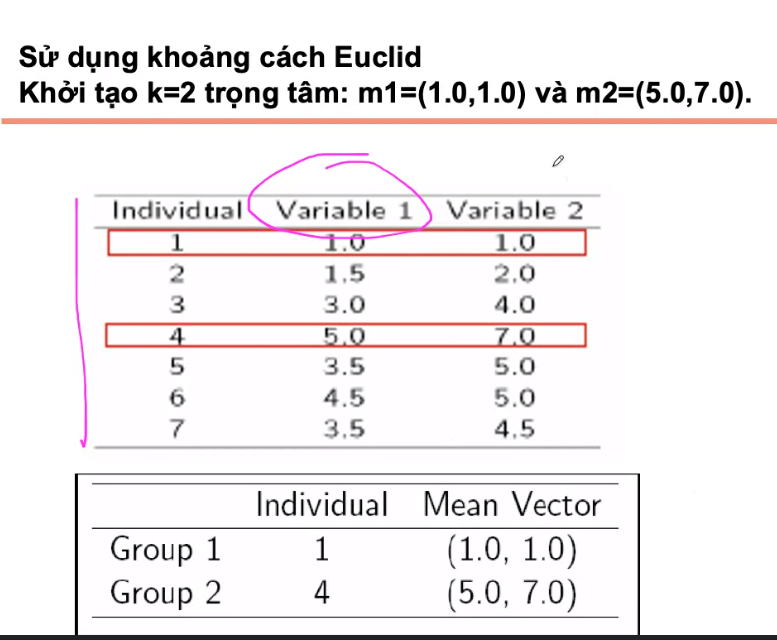 Sử dụng khoảng cách Euclid
Khởi tạo k=2 trọng tâm: m1=(1.0,1.0) và m2=(5.0,7.0).
Individual Variable 1 Variable 2
1 1.0 1.0
2 1.5 2.0
3 3.0 4.0
4 5.0 7.0
5 3.5 5.0
6 4.5 5.0
7 3.5 4.5
Individual Mean Vector
Group 1 1 (1.0, 1.0)
Group 2 4 (5.0, 7.0)